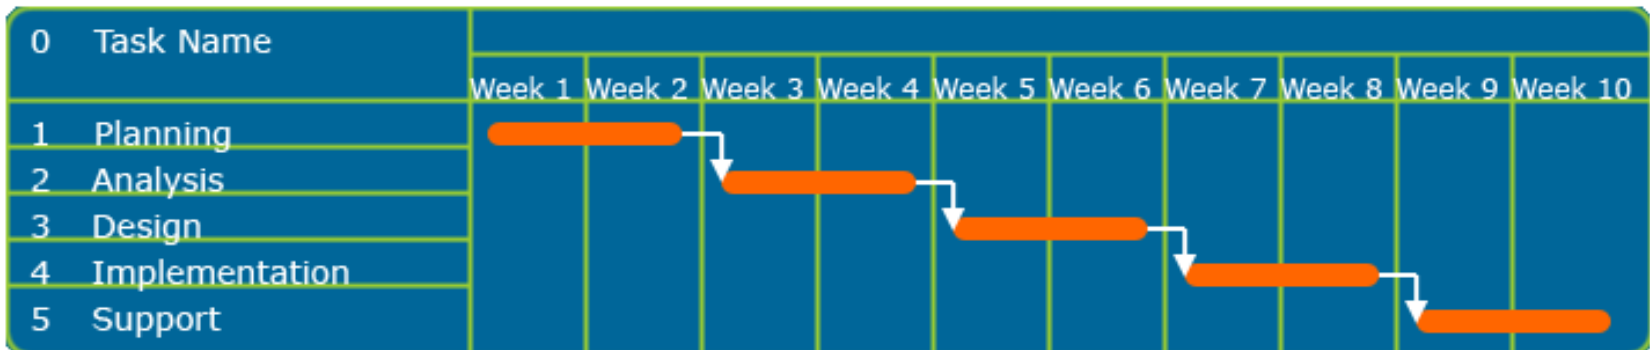 0 Task Name
Week 1 Week 2 Week 3 Week 4 Week 5 Week 6 Week 7 Week 8 Week 9 Week 10
1 Planning
2 Analysis
3 Design
4 Implementation
5 Support